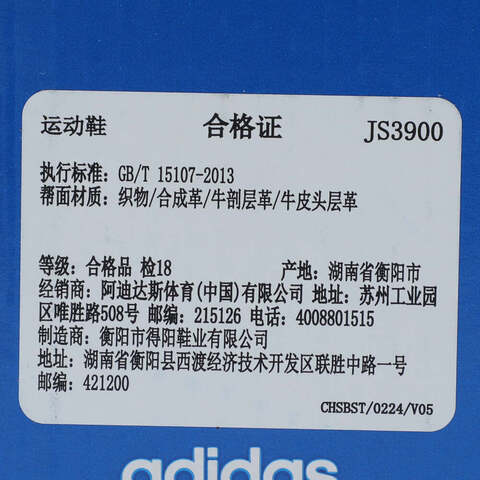 运动鞋 合格证 JS3900
执行标准: GB/T 15107-2013
帮面材质: 织物/合成革/牛剖层革/牛皮头层革
等级: 合格品 检18 产地: 湖南省衡阳市
经销商: 阿迪达斯体育(中国)有限公司 地址: 苏州工业园
区唯胜路508号 邮编: 215126 电话: 4008801515
制造商: 衡阳市得阳鞋业有限公司
地址: 湖南省衡阳县西渡经济技术开发区联胜中路一号
邮编: 421200
CHSBST/0224/V05
adidas